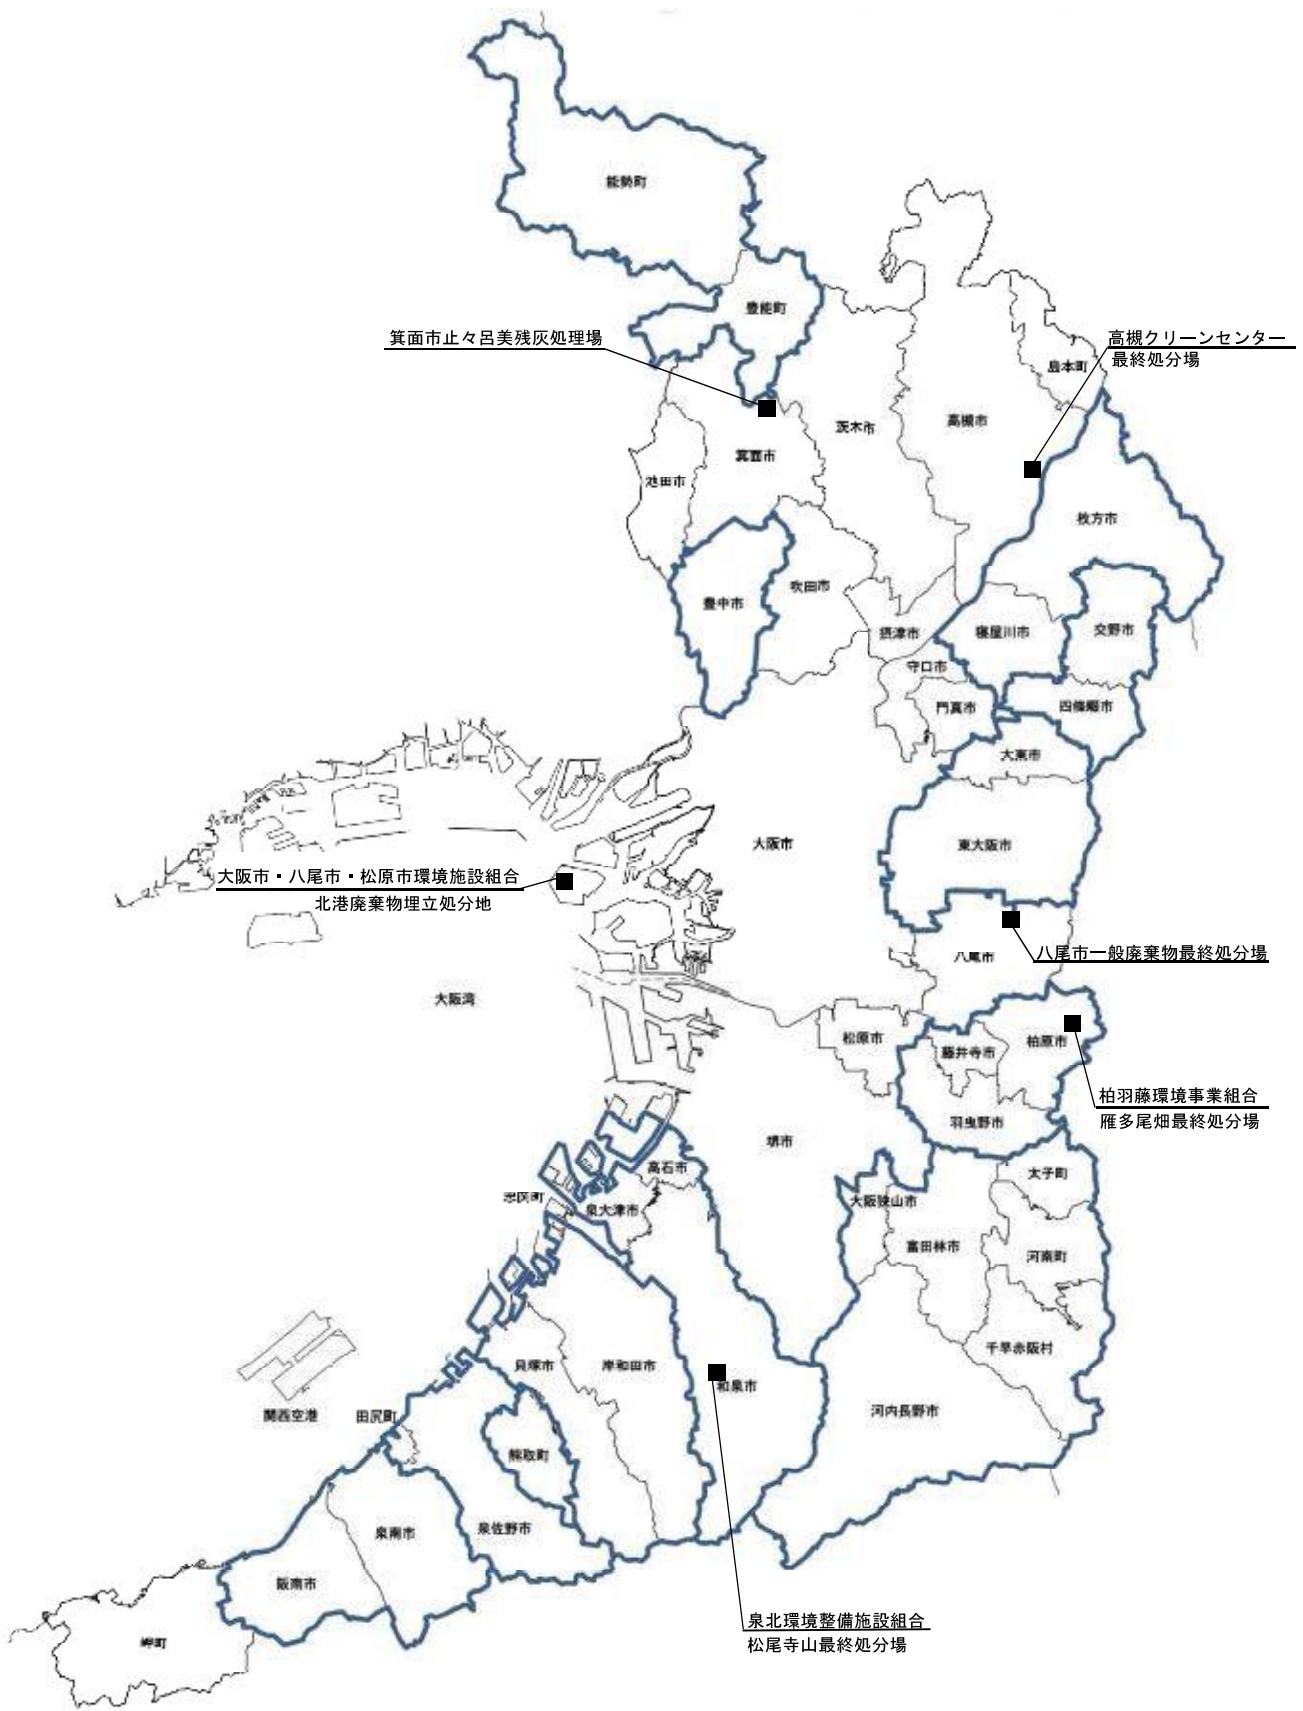 能勢町
豊能町
箕面市止々呂美残灰処理場
高槻クリーンセンター
最終処分場
島本町
高槻市
茨木市
箕面市
池田市
枚方市
吹田市
豊中市
摂津市
寝屋川市
交野市
守口市
門真市
四條畷市
大東市
大阪市
東大阪市
大阪市・八尾市・松原市環境施設組合
北港廃棄物埋立処分地
八尾市一般廃棄物最終処分場
八尾市
大阪湾
松原市
藤井寺市
柏原市
柏羽藤環境事業組合
雁多尾畑最終処分場
羽曳野市
堺市
高石市
太子町
忠岡町
泉大津市
大阪狭山市
富田林市
河南町
千早赤阪村
貝塚市
岸和田市
和泉市
河内長野市
関西空港
田尻町
熊取町
泉佐野市
泉南市
阪南市
岬町
泉北環境整備施設組合
松尾寺山最終処分場